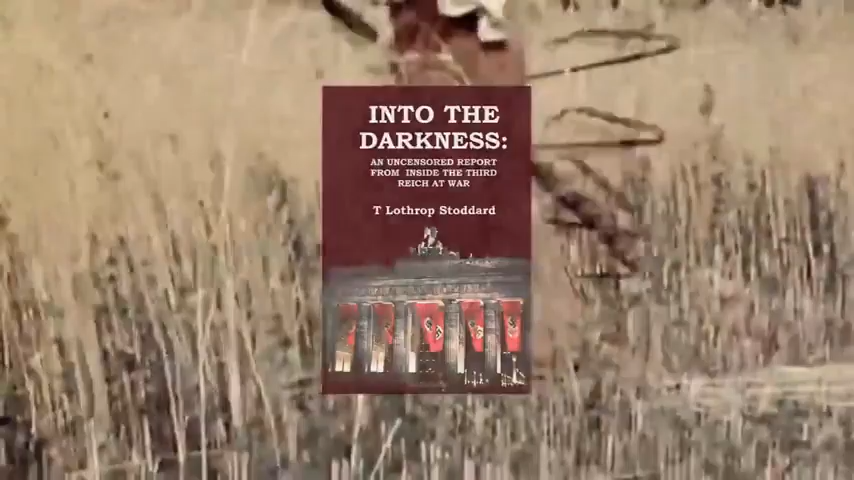 INTO THE
DARKNESS:
AN UNCENSORED REPORT
FROM INSIDE THE THIRD
REICH AT WAR
T Lothrop Stoddard